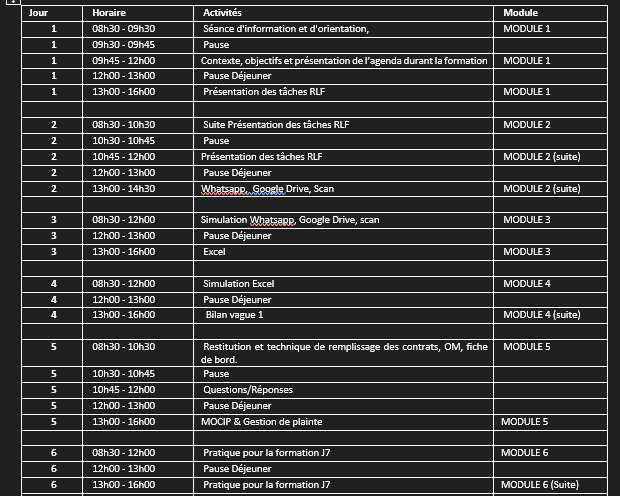 Jour Horaire Activités Module
1 08h30 - 09h30 Séance d'information et d'orientation, MODULE 1
1 09h30 - 09h45 Pause
1 09h45 - 12h00 Contexte, objectifs et présentation de l'agenda durant la formation MODULE 1
1 12h00 - 13h00 Pause Déjeuner
1 13h00 - 16h00 Présentation des tâches RLF MODULE 1
2 08h30 - 10h30 Suite Présentation des tâches RLF MODULE 2
2 10h30 - 10h45 Pause
2 10h45 - 12h00 Présentation des tâches RLF MODULE 2 (suite)
2 12h00 - 13h00 Pause Déjeuner
2 13h00 - 14h30 Whatsapp, Google Drive, Scan MODULE 2 (suite)
3 08h30 - 12h00 Simulation Whatsapp, Google Drive, scan MODULE 3
3 12h00 - 13h00 Pause Déjeuner
3 13h00 - 16h00 Excel MODULE 3
4 08h30 - 12h00 Simulation Excel MODULE 4
4 12h00 - 13h00 Pause Déjeuner
4 13h00 - 16h00 Bilan vague 1 MODULE 4 (suite)
5 08h30 - 10h30 Restitution et technique de remplissage des contrats, OM, fiche MODULE 5
de bord.
5 10h30 - 10h45 Pause
5 10h45 - 12h00 Questions/Réponses
5 12h00 - 13h00 Pause Déjeuner
5 13h00 - 16h00 MOCIP & Gestion de plainte MODULE 5
6 08h30 - 12h00 Pratique pour la formation J7 MODULE 6
6 12h00 - 13h00 Pause Déjeuner
6 13h00 - 16h00 Pratique pour la formation J7 MODULE 6 (Suite)